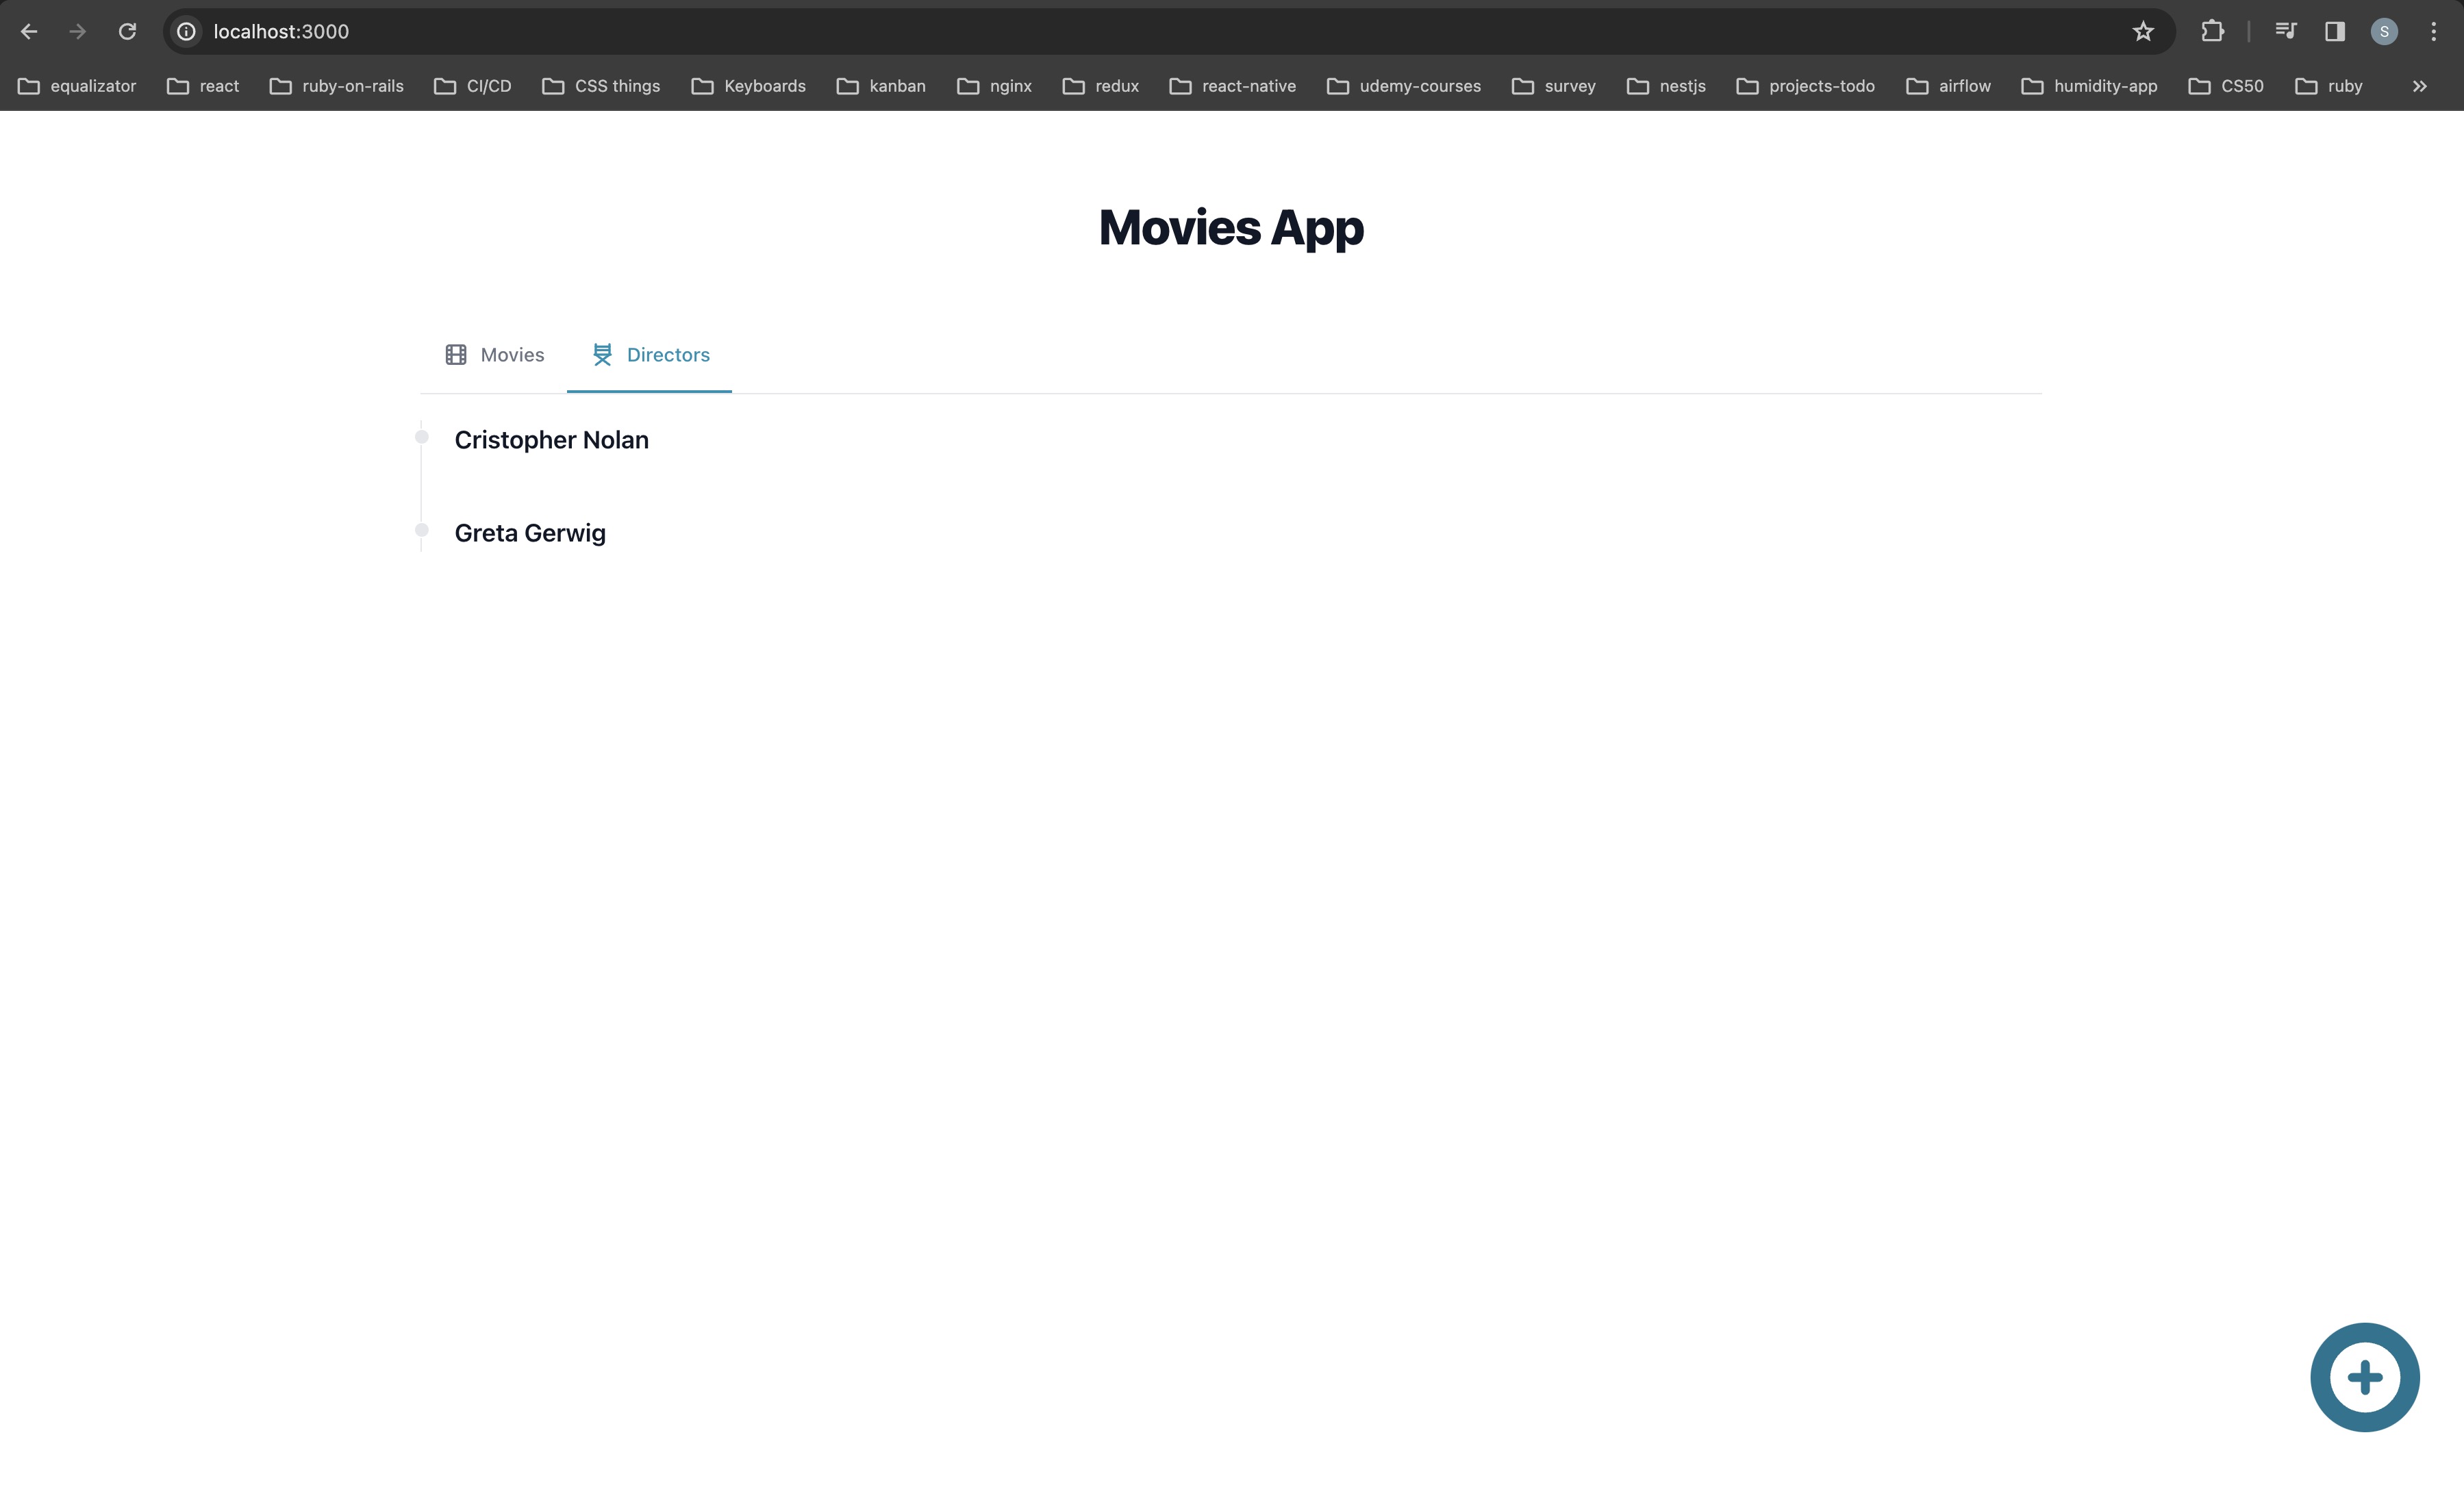 localhost:3000
S
equalizator react ruby-on-rails CI/CD CSS things Keyboards kanban nginx redux react-native udemy-courses survey nestjs projects-todo airflow humidity-app CS50 ruby
Movies App
Movies Directors
Cristopher Nolan
Greta Gerwig